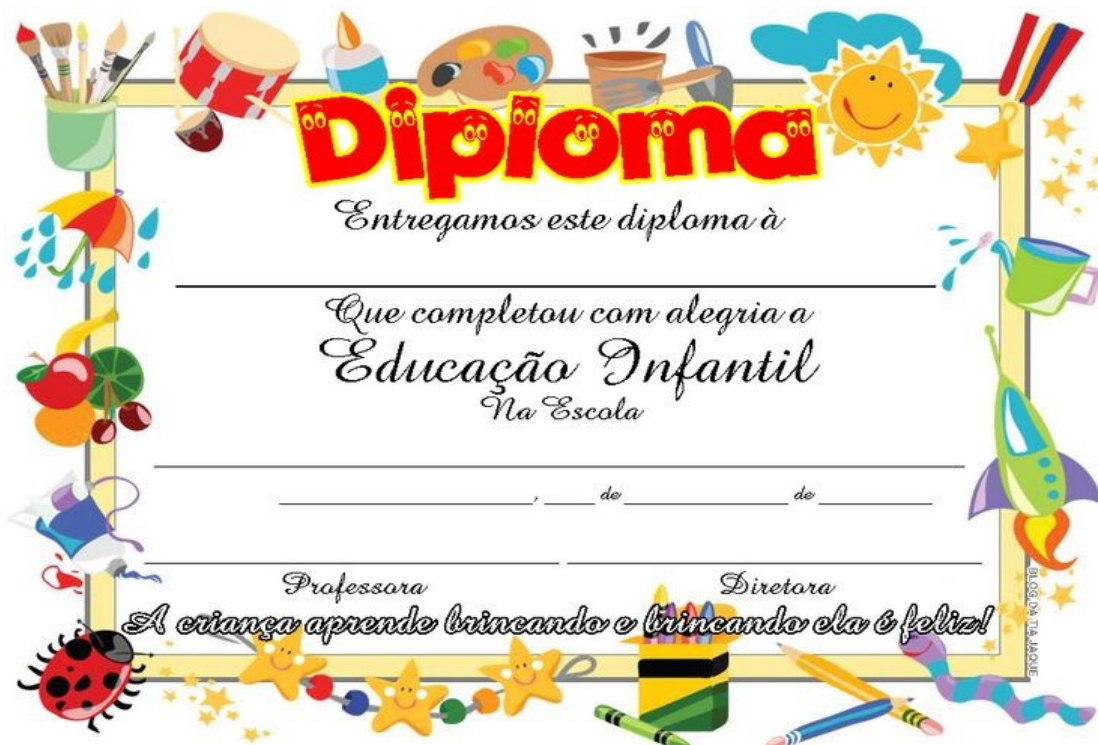 Diploma
Entregamos este diploma à
Que completou com alegria a
Educação Infantil
Na Escola
, de de
Professora Diretora
A criança aprende brincando e brincando ela é feliz!
BLOG DA TIA JAQUE